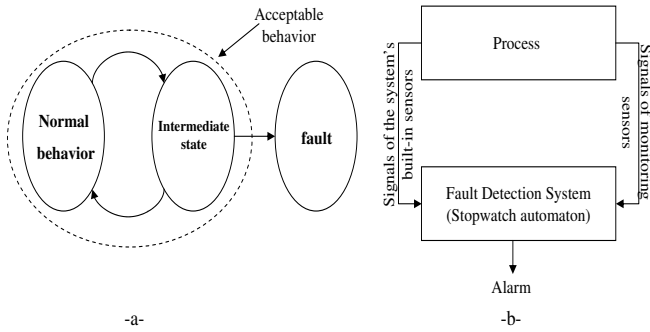 Acceptable
behavior
Normal
behavior
Intermediate
state
fault
-a-
Process
Signals of the system's
built-in sensors
Signals of monitoring
sensors
Fault Detection System
(Stopwatch automaton)
Alarm
-b-